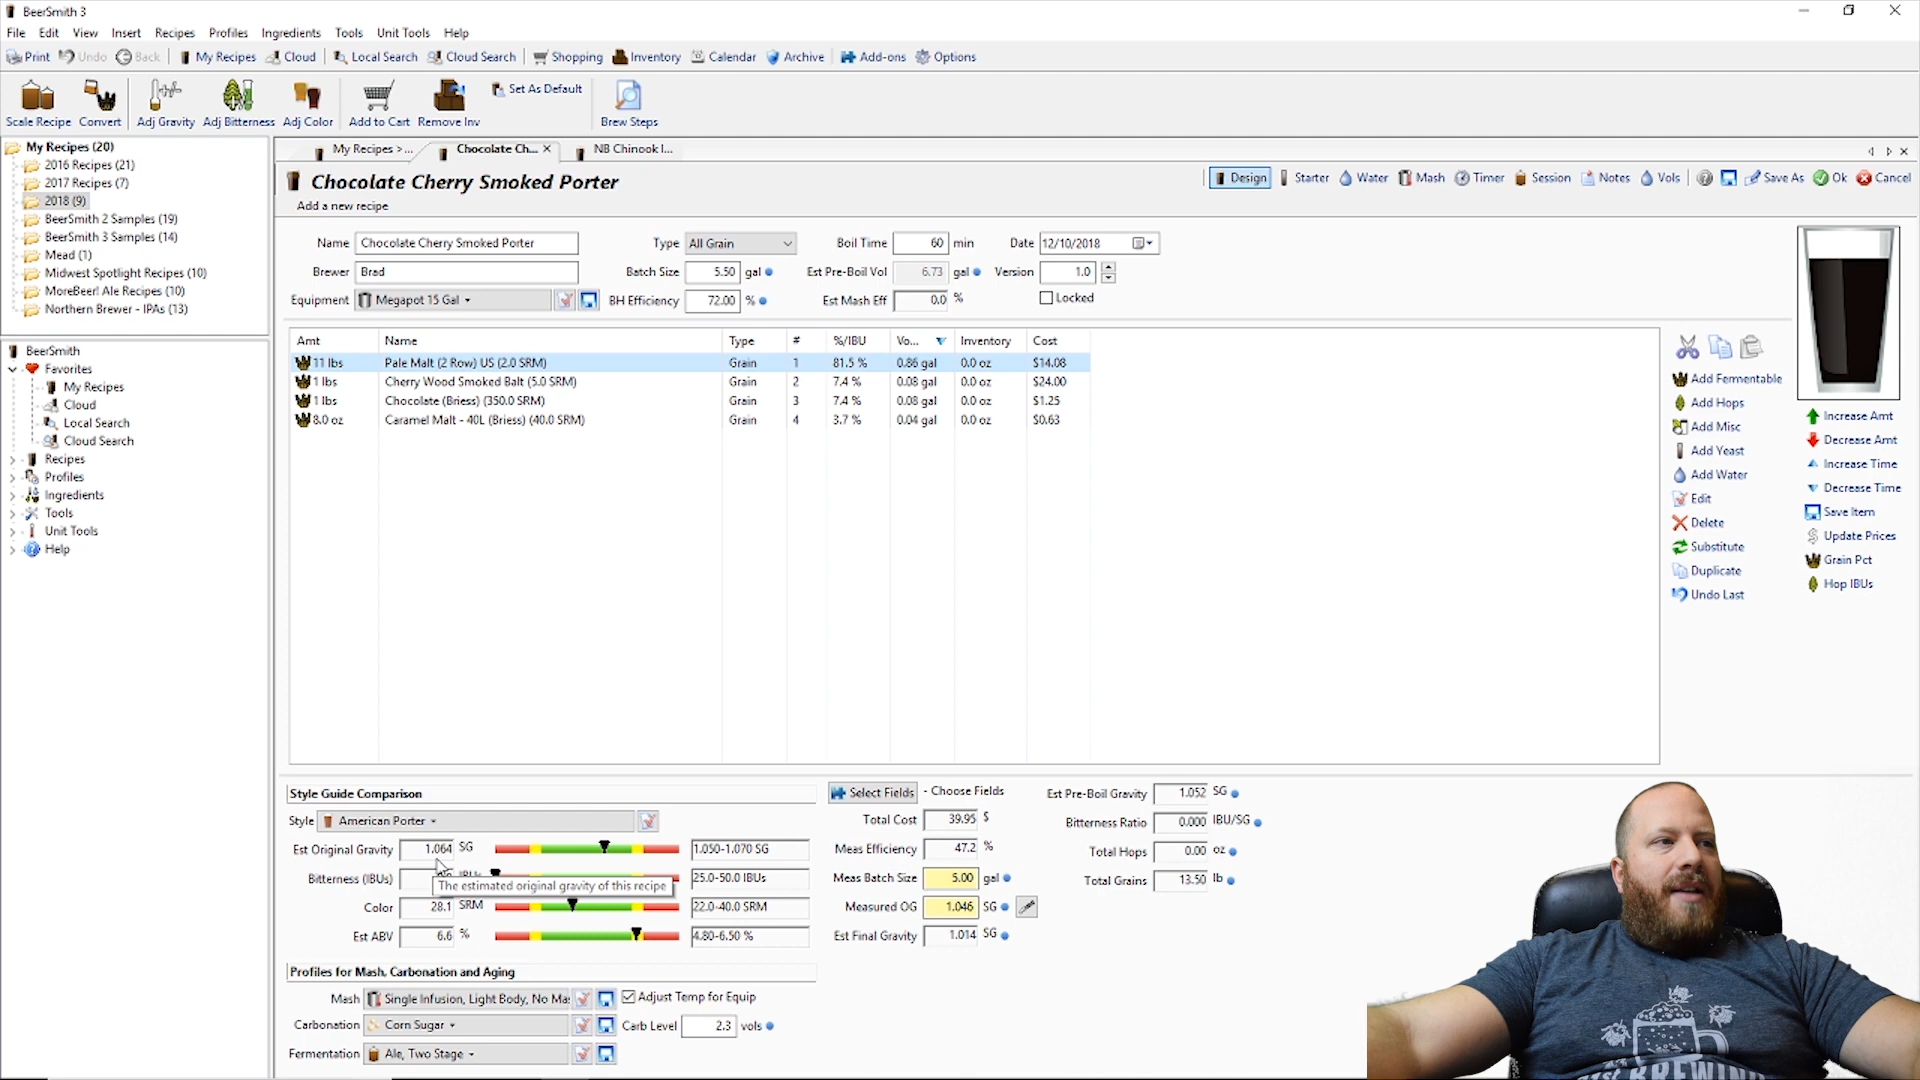 BeerSmith 3
File Edit View Insert Recipes Profiles Ingredients Tools Unit Tools Help
Print Undo Back My Recipes Cloud Local Search Cloud Search Shopping Inventory Calendar Archive Add-ons Options
Set As Default
Scale Recipe Convert Adj Gravity Adj Bitterness Adj Color Add to Cart Remove Inv Brew Steps
My Recipes (20)
2016 Recipes (21)
2017 Recipes (7)
2018 (9)
BeerSmith 2 Samples (19)
BeerSmith 3 Samples (14)
Mead (1)
Midwest Spotlight Recipes (10)
MoreBeer! Ale Recipes (10)
Northern Brewer - IPAs (13)
BeerSmith
Favorites
My Recipes
Cloud
Local Search
Cloud Search
Recipes
Profiles
Ingredients
Tools
Unit Tools
Help
My Recipes >... Chocolate Ch... NB Chinook I...
Chocolate Cherry Smoked Porter
Design Starter Water Mash Timer Session Notes Vols Save As Ok Cancel
Add a new recipe
Name Chocolate Cherry Smoked Porter Type All Grain Boil Time 60 min Date 12/10/2018
Brewer Brad Batch Size 5.50 gal Est Pre-Boil Vol 6.73 gal Version 1.0
Equipment Megapot 15 Gal BH Efficiency 72.00 % Est Mash Eff 0.0 % Locked
Amt Name Type # %/IBU Vo... Inventory Cost
11 lbs Pale Malt (2 Row) US (2.0 SRM) Grain 1 81.5 % 0.86 gal 0.0 oz $14.08
1 lbs Cherry Wood Smoked Balt (5.0 SRM) Grain 2 7.4 % 0.08 gal 0.0 oz $24.00
1 lbs Chocolate (Briess) (350.0 SRM) Grain 3 7.4 % 0.08 gal 0.0 oz $1.25
8.0 oz Caramel Malt - 40L (Briess) (40.0 SRM) Grain 4 3.7 % 0.04 gal 0.0 oz $0.63
Add Fermentable
Add Hops
Add Misc
Add Yeast
Add Water
Edit
Delete
Substitute
Duplicate
Undo Last
Increase Amt
Decrease Amt
Increase Time
Decrease Time
Save Item
Update Prices
Grain Pct
Hop IBUs
Style Guide Comparison
Style American Porter
Est Original Gravity 1.064 SG 1.050-1.070 SG
Bitterness (IBUs) 25.0-50.0 IBUs
The estimated original gravity of this recipe
Color 28.1 SRM 22.0-40.0 SRM
Est ABV 6.6 % 4.80-6.50 %
Select Fields - Choose Fields
Total Cost 39.95 $
Meas Efficiency 47.2 %
Meas Batch Size 5.00 gal
Measured OG 1.046 SG
Est Final Gravity 1.014 SG
Est Pre-Boil Gravity 1.052 SG
Bitterness Ratio 0.000 IBU/SG
Total Hops 0.00 oz
Total Grains 13.50 lb
Profiles for Mash, Carbonation and Aging
Mash Single Infusion, Light Body, No Mas Adjust Temp for Equip
Carbonation Corn Sugar Carb Level 2.3 vols
Fermentation Ale, Two Stage